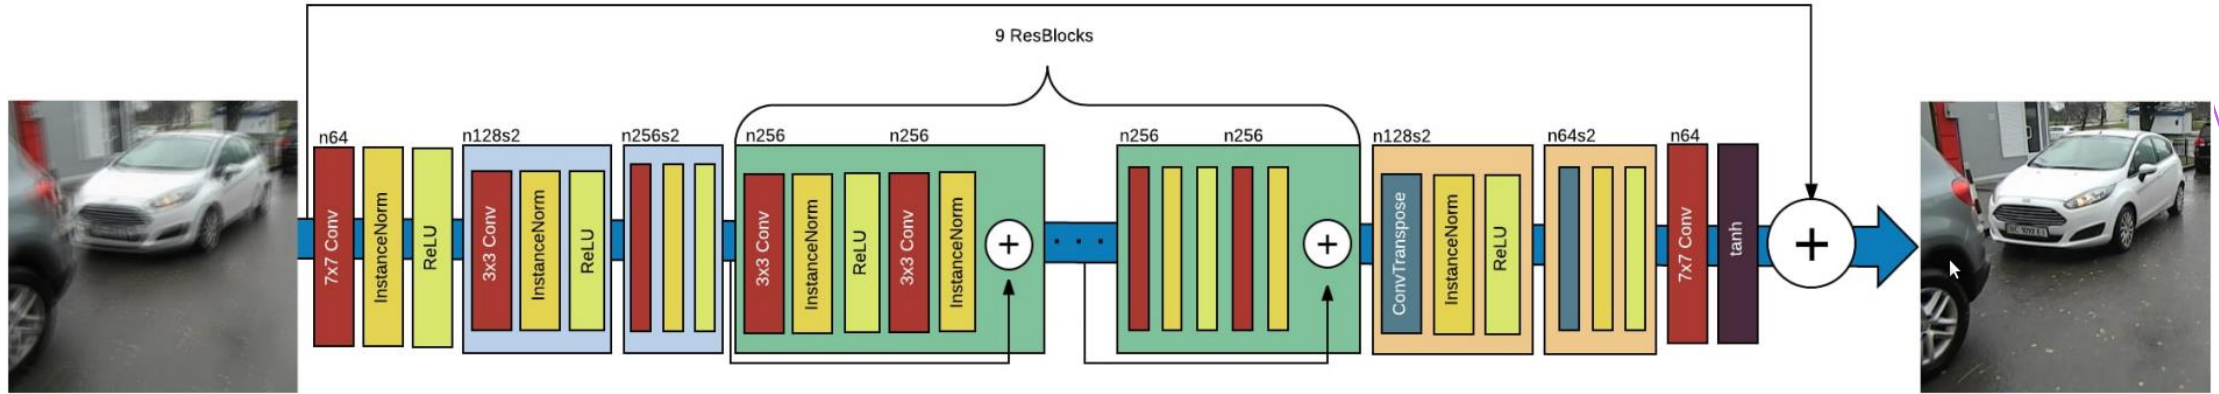 9 ResBlocks
n64
n128s2
n256s2
n256
n256
n256
n256
n128s2
n64s2
n64
7x7 Conv
InstanceNorm
ReLU
3x3 Conv
InstanceNorm
ReLU
3x3 Conv
InstanceNorm
ReLU
3x3 Conv
InstanceNorm
+
. . .
+
ConvTranspose
InstanceNorm
ReLU
7x7 Conv
tanh
+